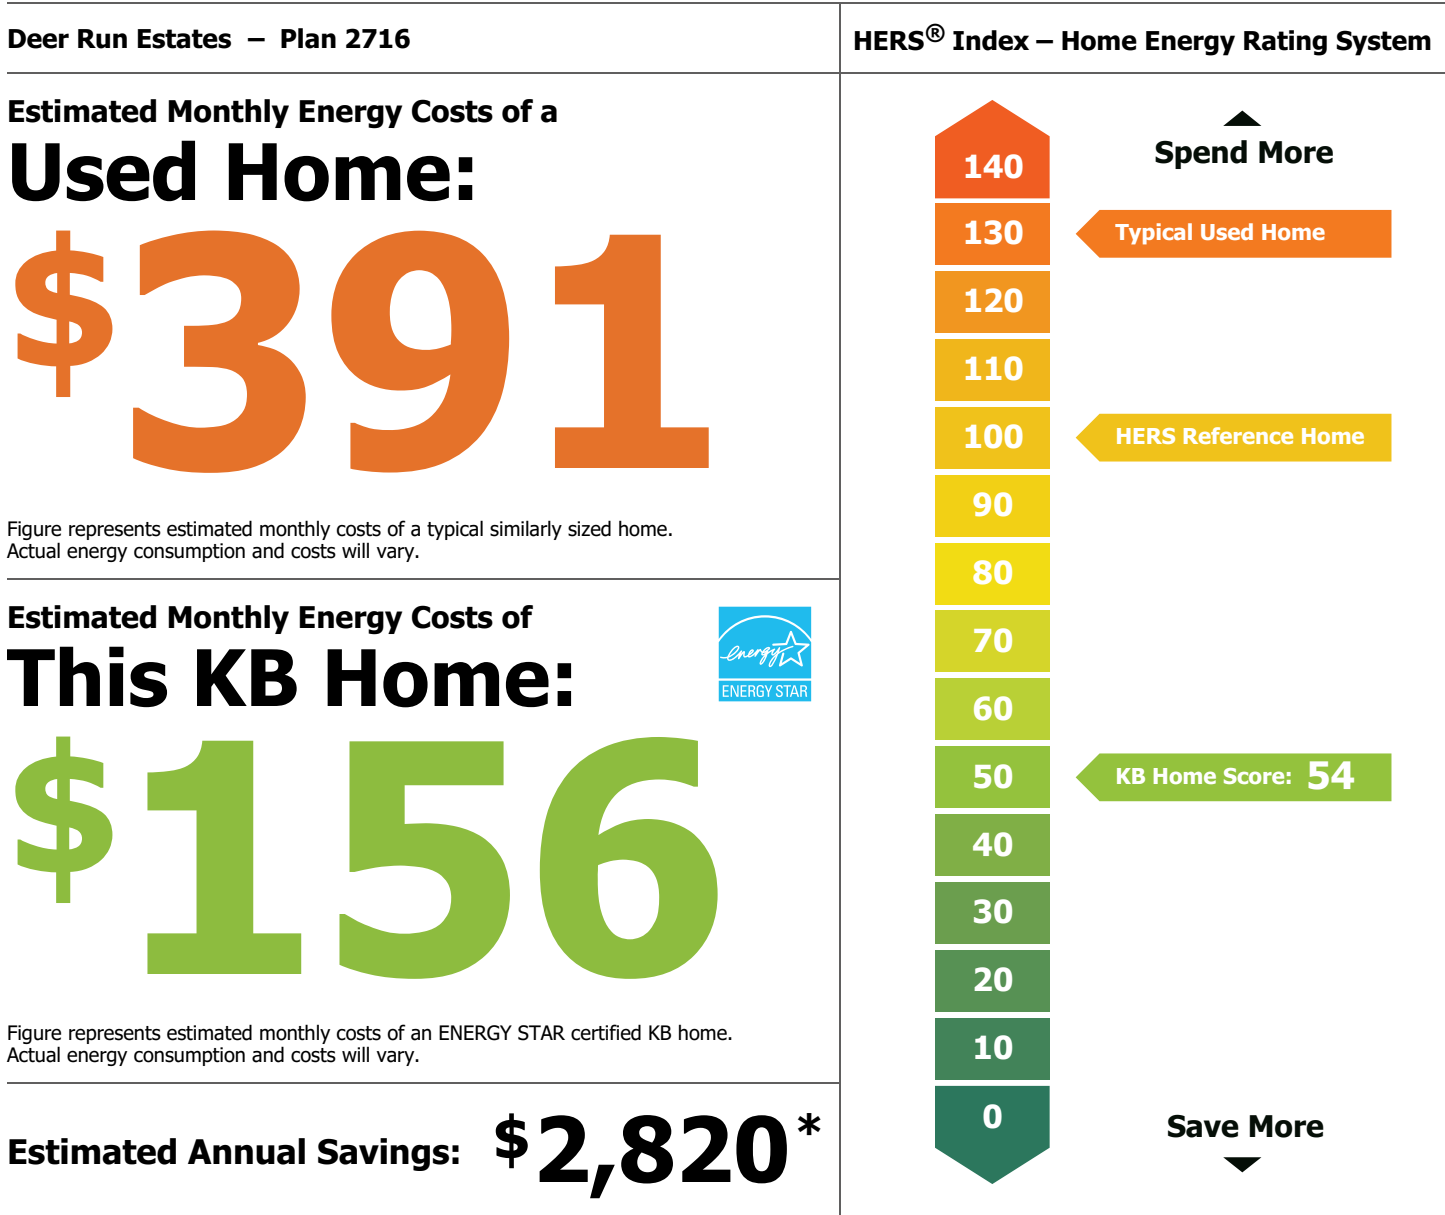 Deer Run Estates – Plan 2716
Estimated Monthly Energy Costs of a
Used Home:
$391
Figure represents estimated monthly costs of a typical similarly sized home.
Actual energy consumption and costs will vary.
Estimated Monthly Energy Costs of
This KB Home:
energy
ENERGY STAR
$156
Figure represents estimated monthly costs of an ENERGY STAR certified KB home.
Actual energy consumption and costs will vary.
Estimated Annual Savings: $2,820*
HERS® Index – Home Energy Rating System
Spend More
140
130 Typical Used Home
120
110
100 HERS Reference Home
90
80
70
60
50 KB Home Score: 54
40
30
20
10
0
Save More